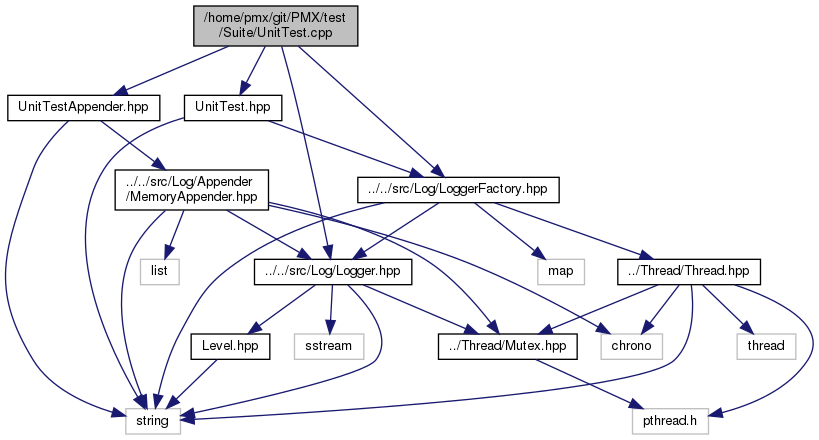 /home/pmx/git/PMX/test
/Suite/UnitTest.cpp
UnitTestAppender.hpp
UnitTest.hpp
../../src/Log/Appender
/MemoryAppender.hpp
../../src/Log/LoggerFactory.hpp
list
../../src/Log/Logger.hpp
map
../Thread/Thread.hpp
Level.hpp
sstream
../Thread/Mutex.hpp
chrono
thread
string
pthread.h